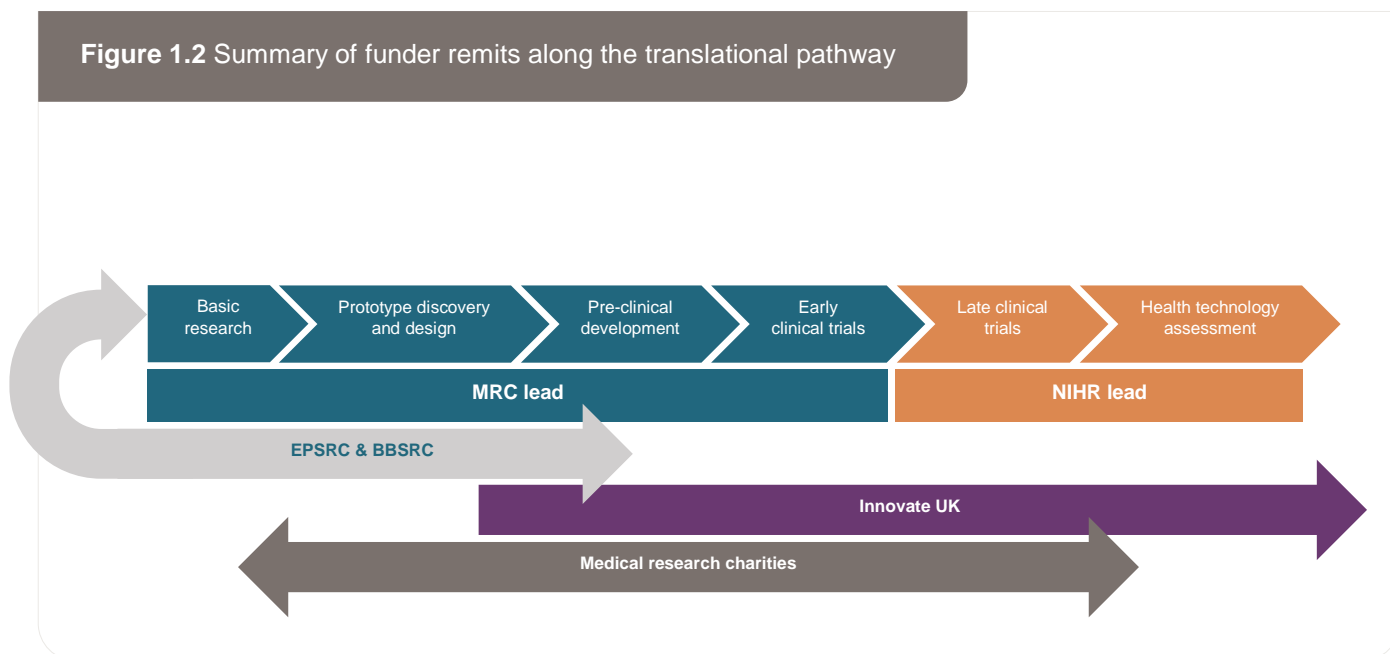 Figure 1.2 Summary of funder remits along the translational pathway
Basic
research
Prototype discovery
and design
Pre-clinical
development
Early
clinical trials
Late clinical
trials
Health technology
assessment
MRC lead
NIHR lead
EPSRC & BBSRC
Innovate UK
Medical research charities